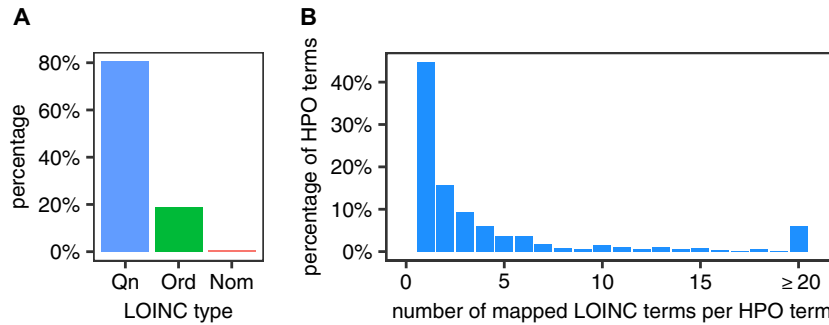 A
percentage
80%
60%
40%
20%
0%
Qn Ord Nom
LOINC type
B
percentage of HPO terms
40%
30%
20%
10%
0%
0 5 10 15 ≥ 20
number of mapped LOINC terms per HPO term